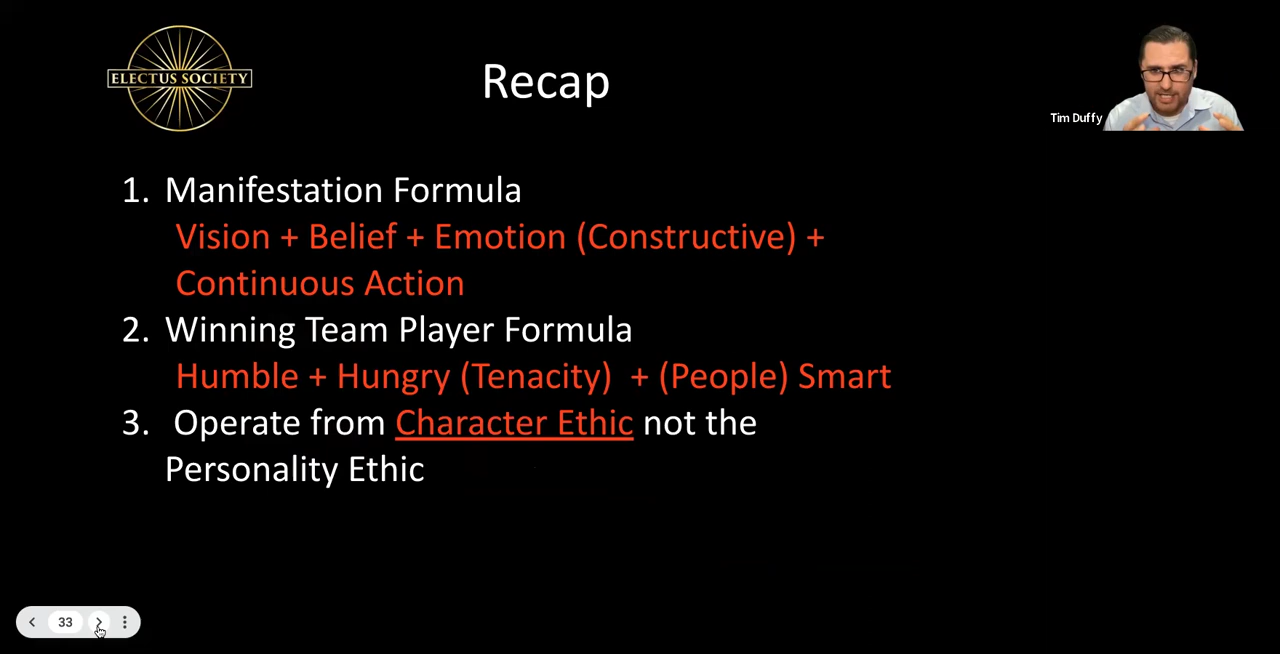 ELECTUS SOCIETY
Recap
Tim Duffy
1. Manifestation Formula
Vision + Belief + Emotion (Constructive) +
Continuous Action
2. Winning Team Player Formula
Humble + Hungry (Tenacity) + (People) Smart
3. Operate from Character Ethic not the
Personality Ethic
33